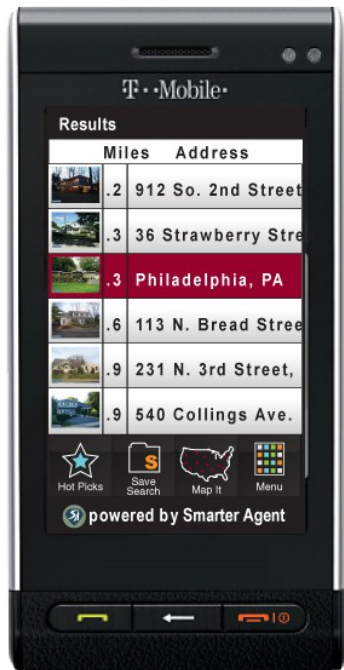 T··Mobile·
Results
Miles Address
.2 912 So. 2nd Street
.3 36 Strawberry Stre
.3 Philadelphia, PA
.6 113 N. Bread Stree
.9 231 N. 3rd Street,
.9 540 Collings Ave.
Hot Picks Save Search Map It Menu
powered by Smarter Agent